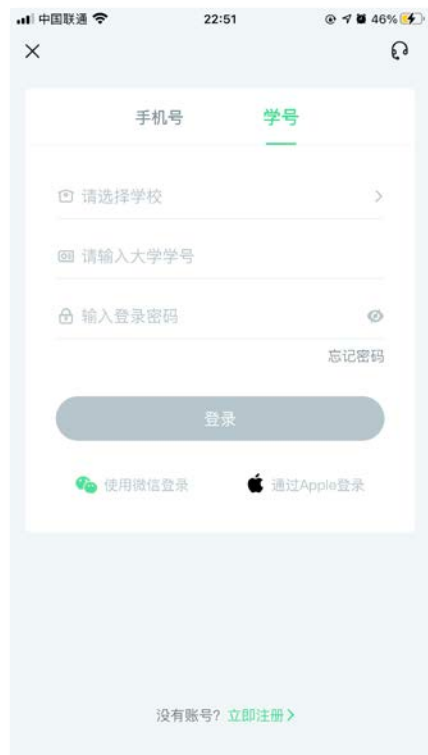 中国联通 22:51 46%
手机号 学号
请选择学校
请输入大学学号
输入登录密码
忘记密码
登录
使用微信登录 通过Apple登录
没有账号? 立即注册